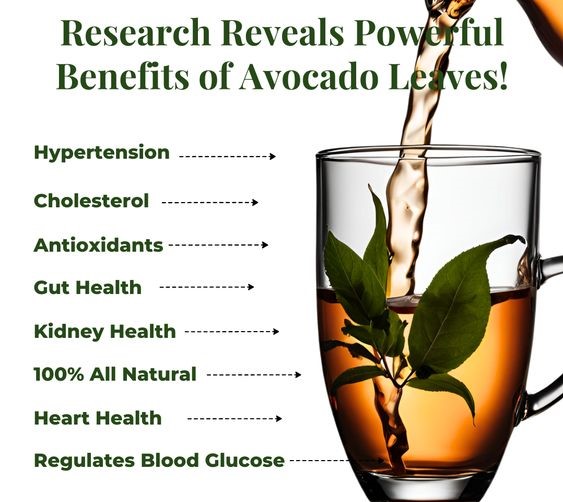 Research Reveals Powerful
Benefits of Avocado Leaves!
Hypertension
Cholesterol
Antioxidants
Gut Health
Kidney Health
100% All Natural
Heart Health
Regulates Blood Glucose